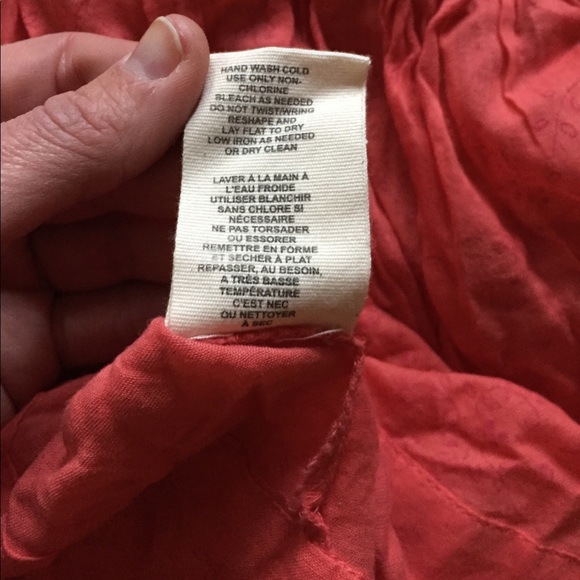 HAND WASH COLD
USE ONLY NON-
CHLORINE
BLEACH AS NEEDED
DO NOT TWIST/WRING
RESHAPE AND
LAY FLAT TO DRY
LOW IRON AS NEEDED
OR DRY CLEAN
LAVER À LA MAIN À
L'EAU FROIDE
UTILISER BLANCHIR
SANS CHLORE SI
NÉCESSAIRE
NE PAS TORSADER
OU ESSORER
REMETTRE EN FORME
ET SECHER À PLAT
REPASSER, AU BESOIN,
A TRÉS BASSE
TEMPÉRATURE
C'EST NEC
OU NETTOYER
À SEC